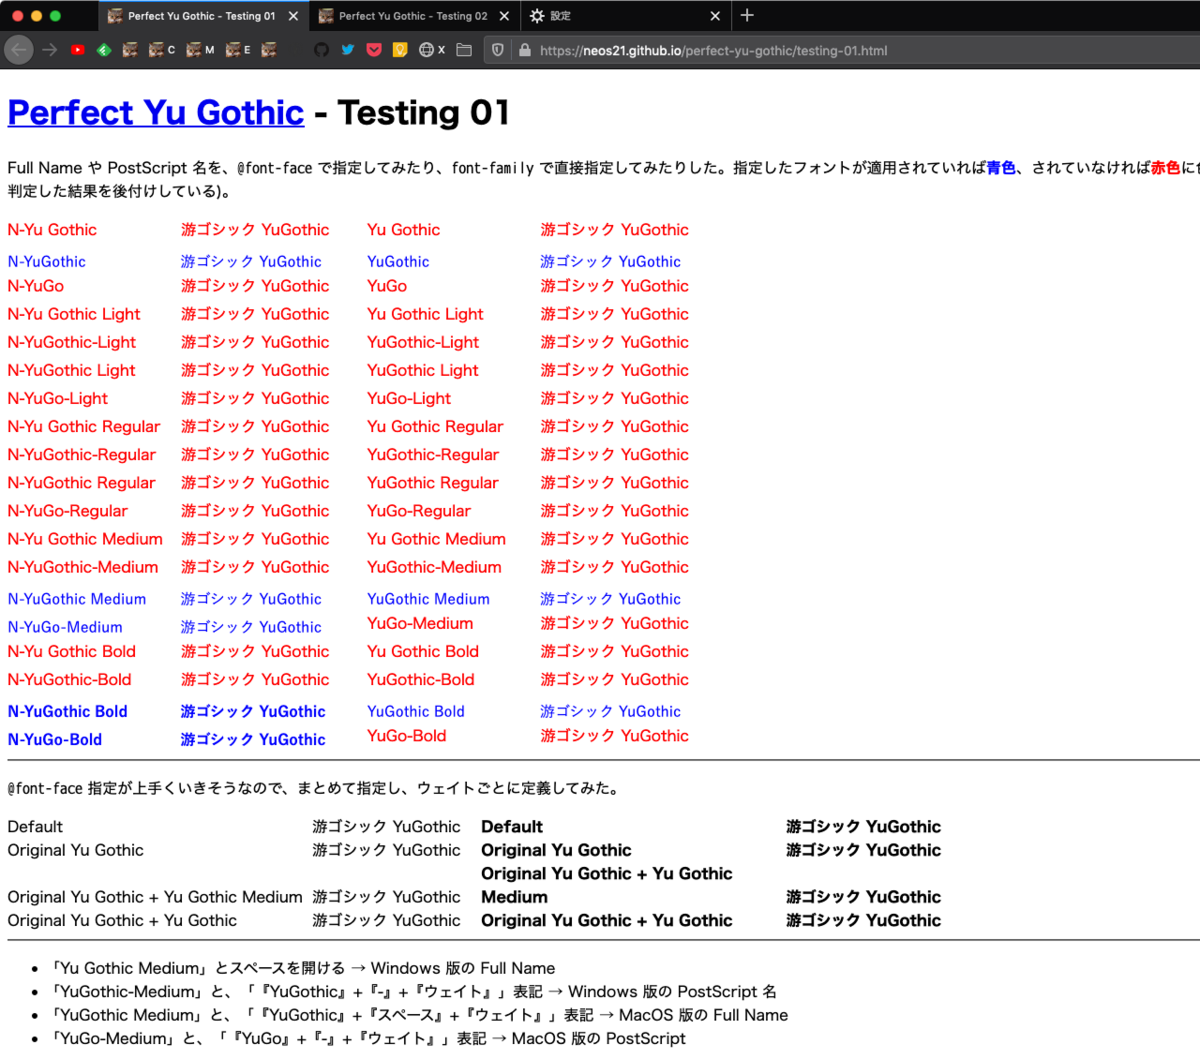 Perfect Yu Gothic - Testing 01
Perfect Yu Gothic - Testing 02
設定
C M E X
https://neos21.github.io/perfect-yu-gothic/testing-01.html
Perfect Yu Gothic - Testing 01
Full Name や PostScript 名を、@font-face で指定してみたり、font-family で直接指定してみたりした。指定したフォントが適用されていれば青色、されていなければ赤色に
判定した結果を後付けしている)。
N-Yu Gothic 游ゴシック YuGothic Yu Gothic 游ゴシック YuGothic
N-YuGothic 游ゴシック YuGothic YuGothic 游ゴシック YuGothic
N-YuGo 游ゴシック YuGothic YuGo 游ゴシック YuGothic
N-Yu Gothic Light 游ゴシック YuGothic Yu Gothic Light 游ゴシック YuGothic
N-YuGothic-Light 游ゴシック YuGothic YuGothic-Light 游ゴシック YuGothic
N-YuGothic Light 游ゴシック YuGothic YuGothic Light 游ゴシック YuGothic
N-YuGo-Light 游ゴシック YuGothic YuGo-Light 游ゴシック YuGothic
N-Yu Gothic Regular 游ゴシック YuGothic Yu Gothic Regular 游ゴシック YuGothic
N-YuGothic-Regular 游ゴシック YuGothic YuGothic-Regular 游ゴシック YuGothic
N-YuGothic Regular 游ゴシック YuGothic YuGothic Regular 游ゴシック YuGothic
N-YuGo-Regular 游ゴシック YuGothic YuGo-Regular 游ゴシック YuGothic
N-Yu Gothic Medium 游ゴシック YuGothic Yu Gothic Medium 游ゴシック YuGothic
N-YuGothic-Medium 游ゴシック YuGothic YuGothic-Medium 游ゴシック YuGothic
N-YuGothic Medium 游ゴシック YuGothic YuGothic Medium 游ゴシック YuGothic
N-YuGo-Medium 游ゴシック YuGothic YuGo-Medium 游ゴシック YuGothic
N-Yu Gothic Bold 游ゴシック YuGothic Yu Gothic Bold 游ゴシック YuGothic
N-YuGothic-Bold 游ゴシック YuGothic YuGothic-Bold 游ゴシック YuGothic
N-YuGothic Bold 游ゴシック YuGothic YuGothic Bold 游ゴシック YuGothic
N-YuGo-Bold 游ゴシック YuGothic YuGo-Bold 游ゴシック YuGothic
@font-face 指定が上手くいきそうなので、まとめて指定し、ウェイトごとに定義してみた。
Default 游ゴシック YuGothic Default 游ゴシック YuGothic
Original Yu Gothic 游ゴシック YuGothic Original Yu Gothic 游ゴシック YuGothic
Original Yu Gothic + Yu Gothic
Original Yu Gothic + Yu Gothic Medium 游ゴシック YuGothic Medium 游ゴシック YuGothic
Original Yu Gothic + Yu Gothic 游ゴシック YuGothic Original Yu Gothic + Yu Gothic 游ゴシック YuGothic
• 「Yu Gothic Medium」とスペースを開ける → Windows 版の Full Name
• 「YuGothic-Medium」と、「『YuGothic』+『-』+『ウェイト』」表記 → Windows 版の PostScript 名
• 「YuGothic Medium」と、「『YuGothic』+『スペース』+『ウェイト』」表記 → MacOS 版の Full Name
• 「YuGo-Medium」と、「『YuGo』+『-』+『ウェイト』」表記 → MacOS 版の PostScript